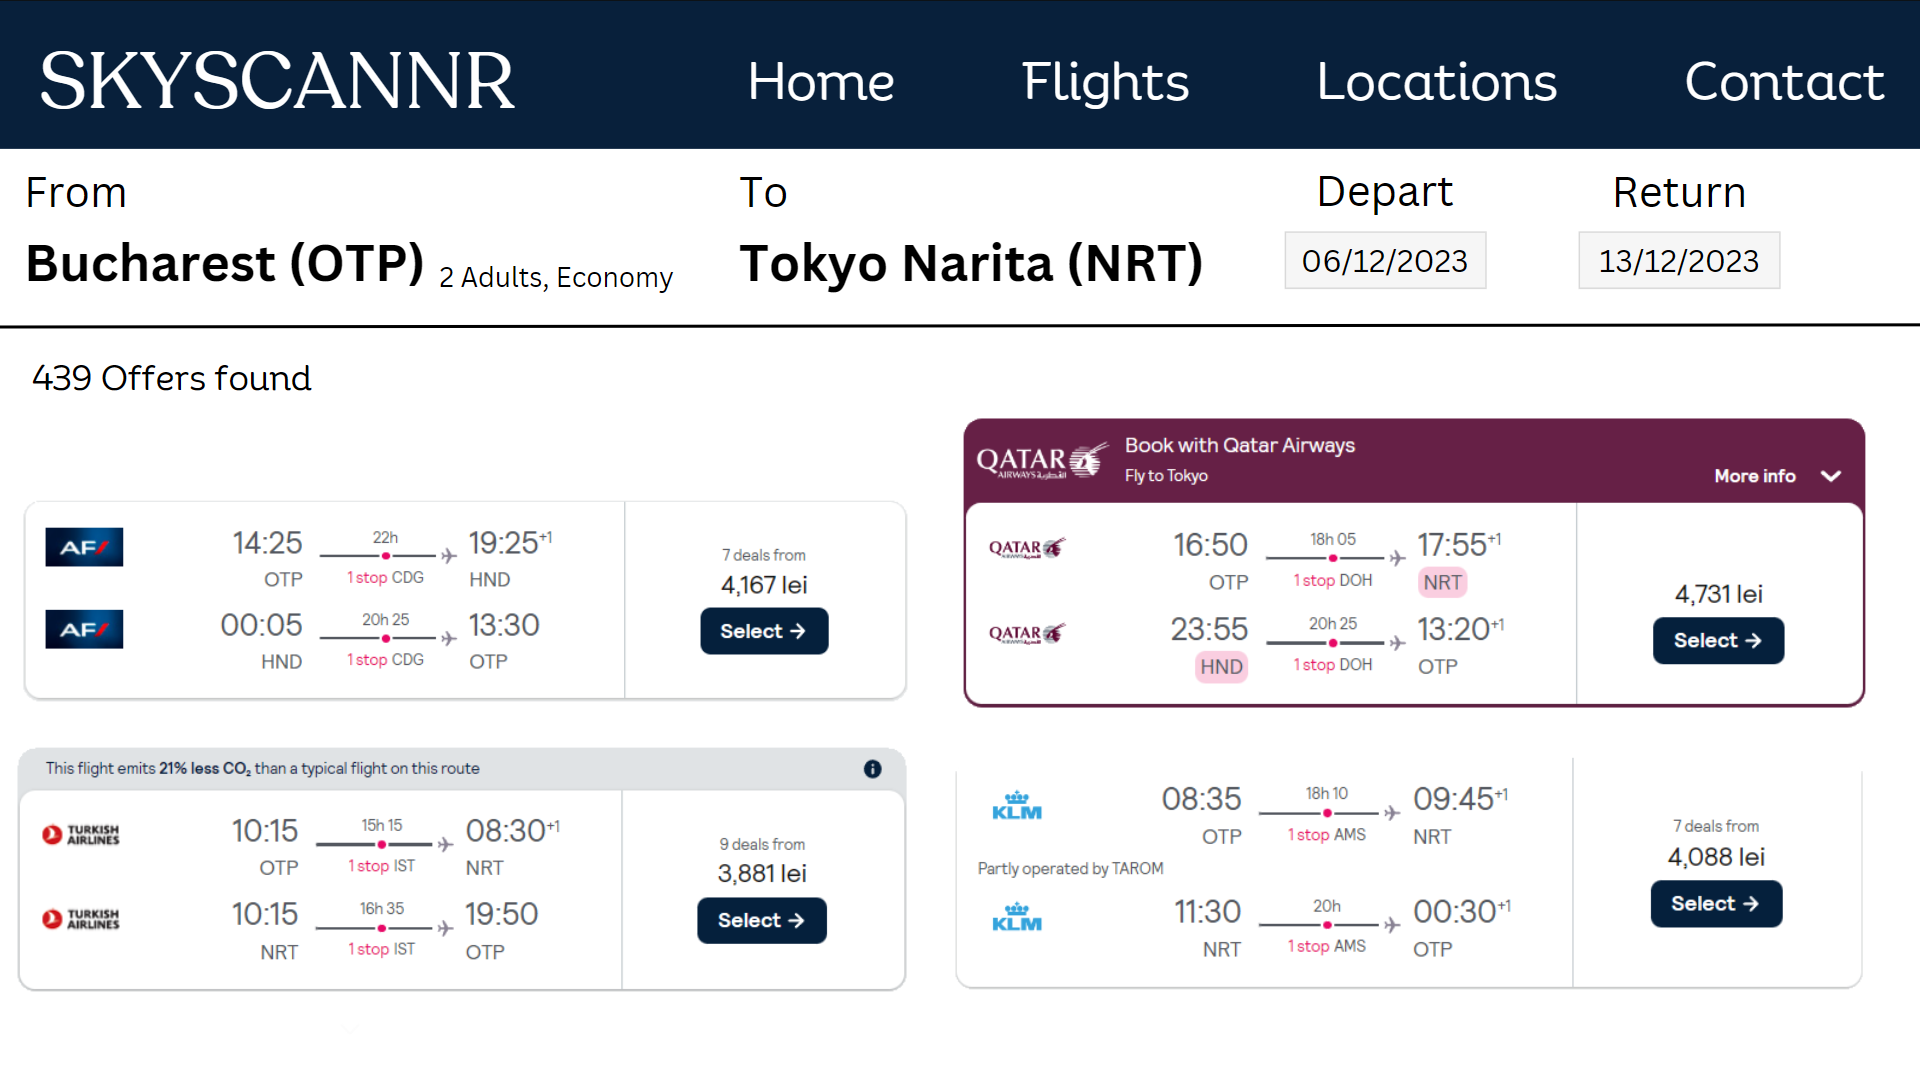 SKYSCANNR
Home Flights Locations Contact
From
Bucharest (OTP) 2 Adults, Economy
To
Tokyo Narita (NRT)
Depart
06/12/2023
Return
13/12/2023
439 Offers found
AF
14:25 22h 19:25+1
OTP 1 stop CDG HND
AF
00:05 20h 25 13:30
HND 1 stop CDG OTP
7 deals from
4,167 lei
Select →
QATAR
AIRWAYS القطرية
Book with Qatar Airways
Fly to Tokyo
More info
QATAR
16:50 18h 05 17:55+1
OTP 1 stop DOH NRT
QATAR
23:55 20h 25 13:20+1
HND 1 stop DOH OTP
4,731 lei
Select →
This flight emits 21% less CO₂ than a typical flight on this route
i
TURKISH
AIRLINES
10:15 15h 15 08:30+1
OTP 1 stop IST NRT
TURKISH
AIRLINES
10:15 16h 35 19:50
NRT 1 stop IST OTP
9 deals from
3,881 lei
Select →
KLM
08:35 18h 10 09:45+1
OTP 1 stop AMS NRT
Partly operated by TAROM
KLM
11:30 20h 00:30+1
NRT 1 stop AMS OTP
7 deals from
4,088 lei
Select →